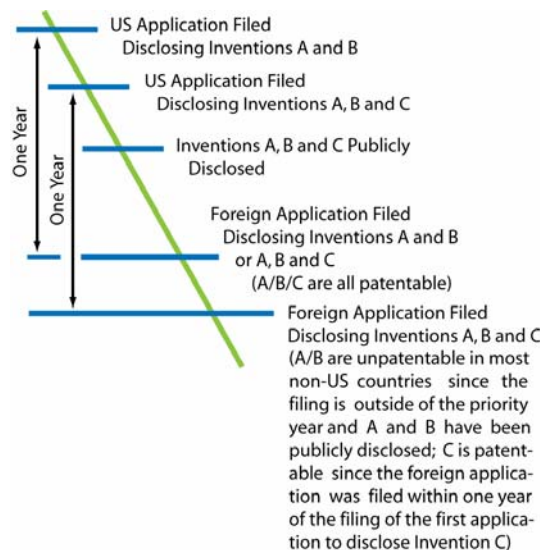 US Application Filed
Disclosing Inventions A and B
US Application Filed
Disclosing Inventions A, B and C
Inventions A, B and C Publicly
Disclosed
One Year
One Year
Foreign Application Filed
Disclosing Inventions A and B
or A, B and C
(A/B/C are all patentable)
Foreign Application Filed
Disclosing Inventions A, B and C
(A/B are unpatentable in most
non-US countries since the
filing is outside of the priority
year and A and B have been
publicly disclosed; C is patent-
able since the foreign applica-
tion was filed within one year
of the filing of the first applica-
tion to disclose Invention C)